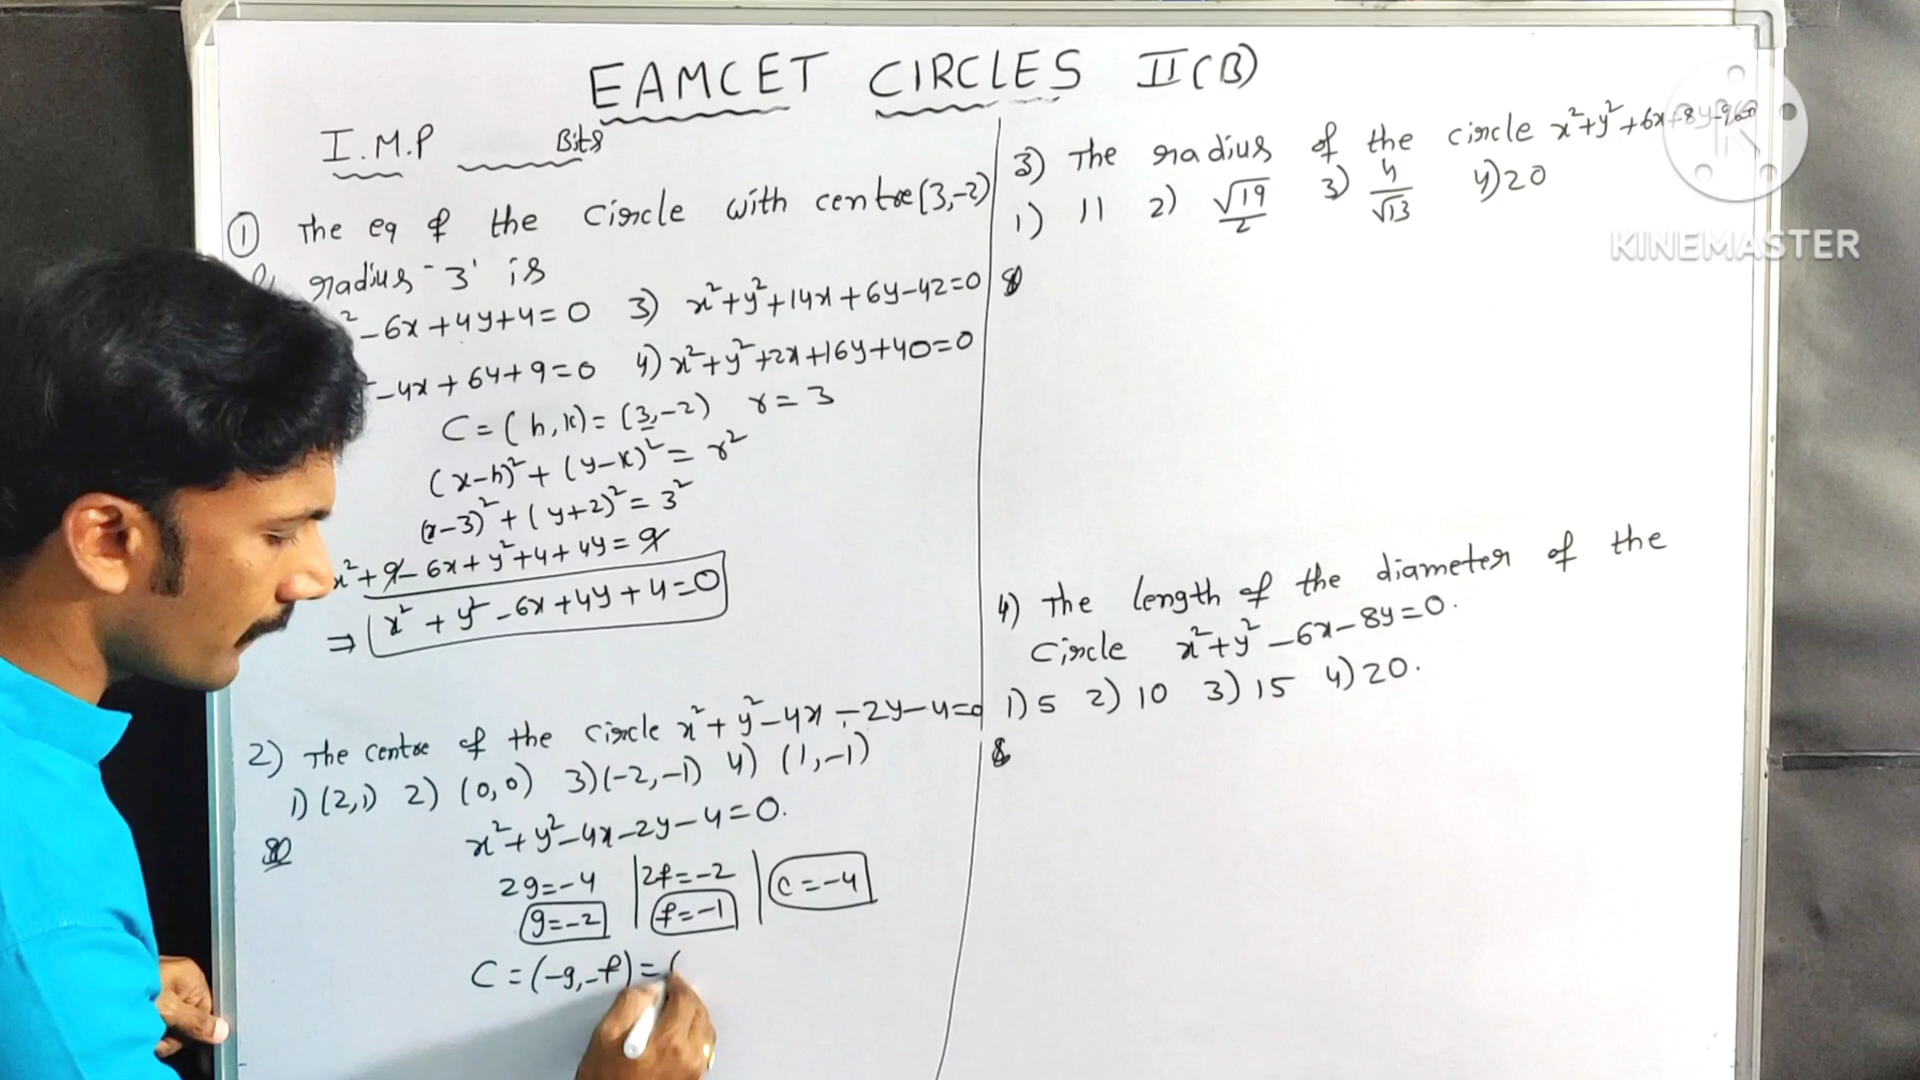 EAMCET CIRCLES II(B)
I.M.P Bits
① The eq of the circle with centre(3,-2)
radius -3' is
² - 6x + 4y + 4 = 0 3) x² + y² + 14x + 6y - 42 = 0
² - 4x + 6y + 9 = 0 4) x² + y² + 2x + 16y + 40 = 0
C = (h, k) = (3, -2) r = 3
(x-h)² + (y-k)² = r²
(x-3)² + (y+2)² = 3²
x² + 9 - 6x + y² + 4 + 4y = 9
⇒ x² + y² - 6x + 4y + 4 = 0
2) The centre of the circle x² + y² - 4x - 2y - 4 = 0
1) (2,1) 2) (0,0) 3) (-2,-1) 4) (1,-1)
x² + y² - 4x - 2y - 4 = 0.
2g = -4 | 2f = -2 | c = -4
g = -2 | f = -1
C = (-g, -f) = (
3) The radius of the circle x² + y² + 6x + 8y
1) 11 2) √19/2 3) 4/√13 4) 20
4) The length of the diameter of the
circle x² + y² - 6x - 8y = 0.
1) 5 2) 10 3) 15 4) 20.
KINEMASTER